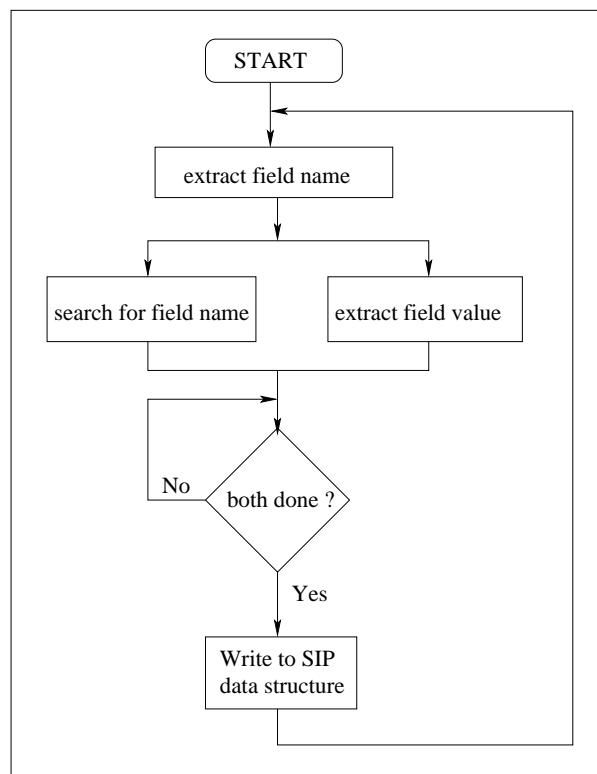 START
extract field name
search for field name
extract field value
No
both done ?
Yes
Write to SIP
data structure